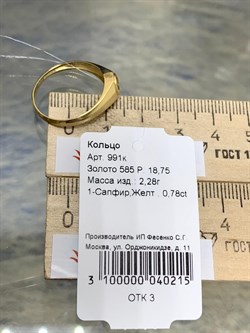 Кольцо
Арт. 991к
Золото 585 Р 18,75
Масса изд.: 2,28г
1-Сапфир.Желт. 0,78ct
Производитель ИП Фесенко С.Г.
Москва, ул. Орджоникидзе, д. 11
3 100000 040215
ОТК 3
ГОСТ